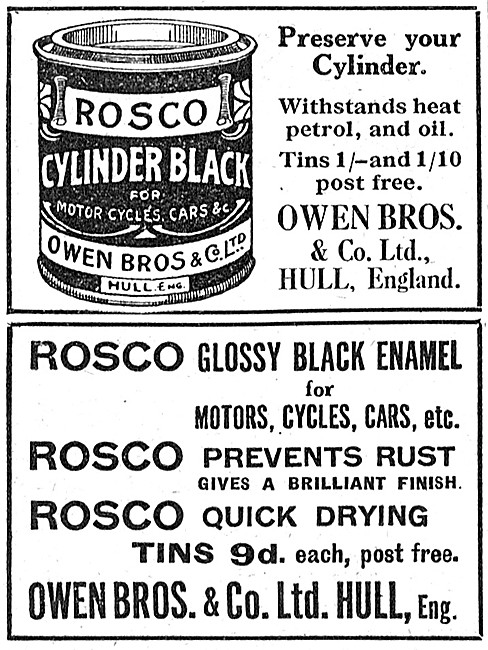 ROSCO
CYLINDER BLACK
FOR
MOTOR CYCLES, CARS &c.
OWEN BROS & Co. LTD
HULL. ENG.
Preserve your
Cylinder.
Withstands heat
petrol, and oil.
Tins 1/–and 1/10
post free.
OWEN BROS.
& Co. Ltd.,
HULL, England.
ROSCO GLOSSY BLACK ENAMEL
for
MOTORS, CYCLES, CARS, etc.
ROSCO PREVENTS RUST
GIVES A BRILLIANT FINISH.
ROSCO QUICK DRYING
TINS 9d. each, post free.
OWEN BROS. & Co. Ltd. HULL, Eng.